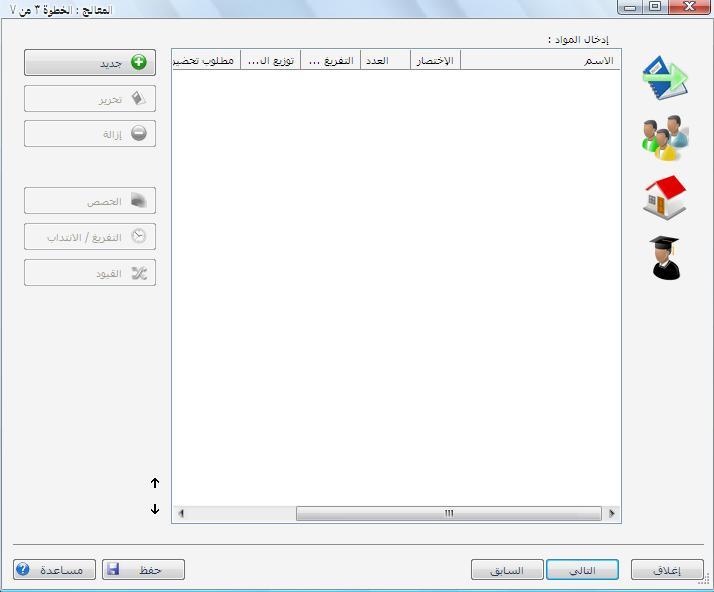 المعالج : الخطوة ٣ من ٧
إدخال المواد :
الاسم الإختصار العدد التفريغ ... توزيع ال... مطلوب تحضير
جديد
تحرير
إزالة
الحصص
التفريغ / الانتداب
القيود
إغلاق التالي السابق حفظ مساعدة